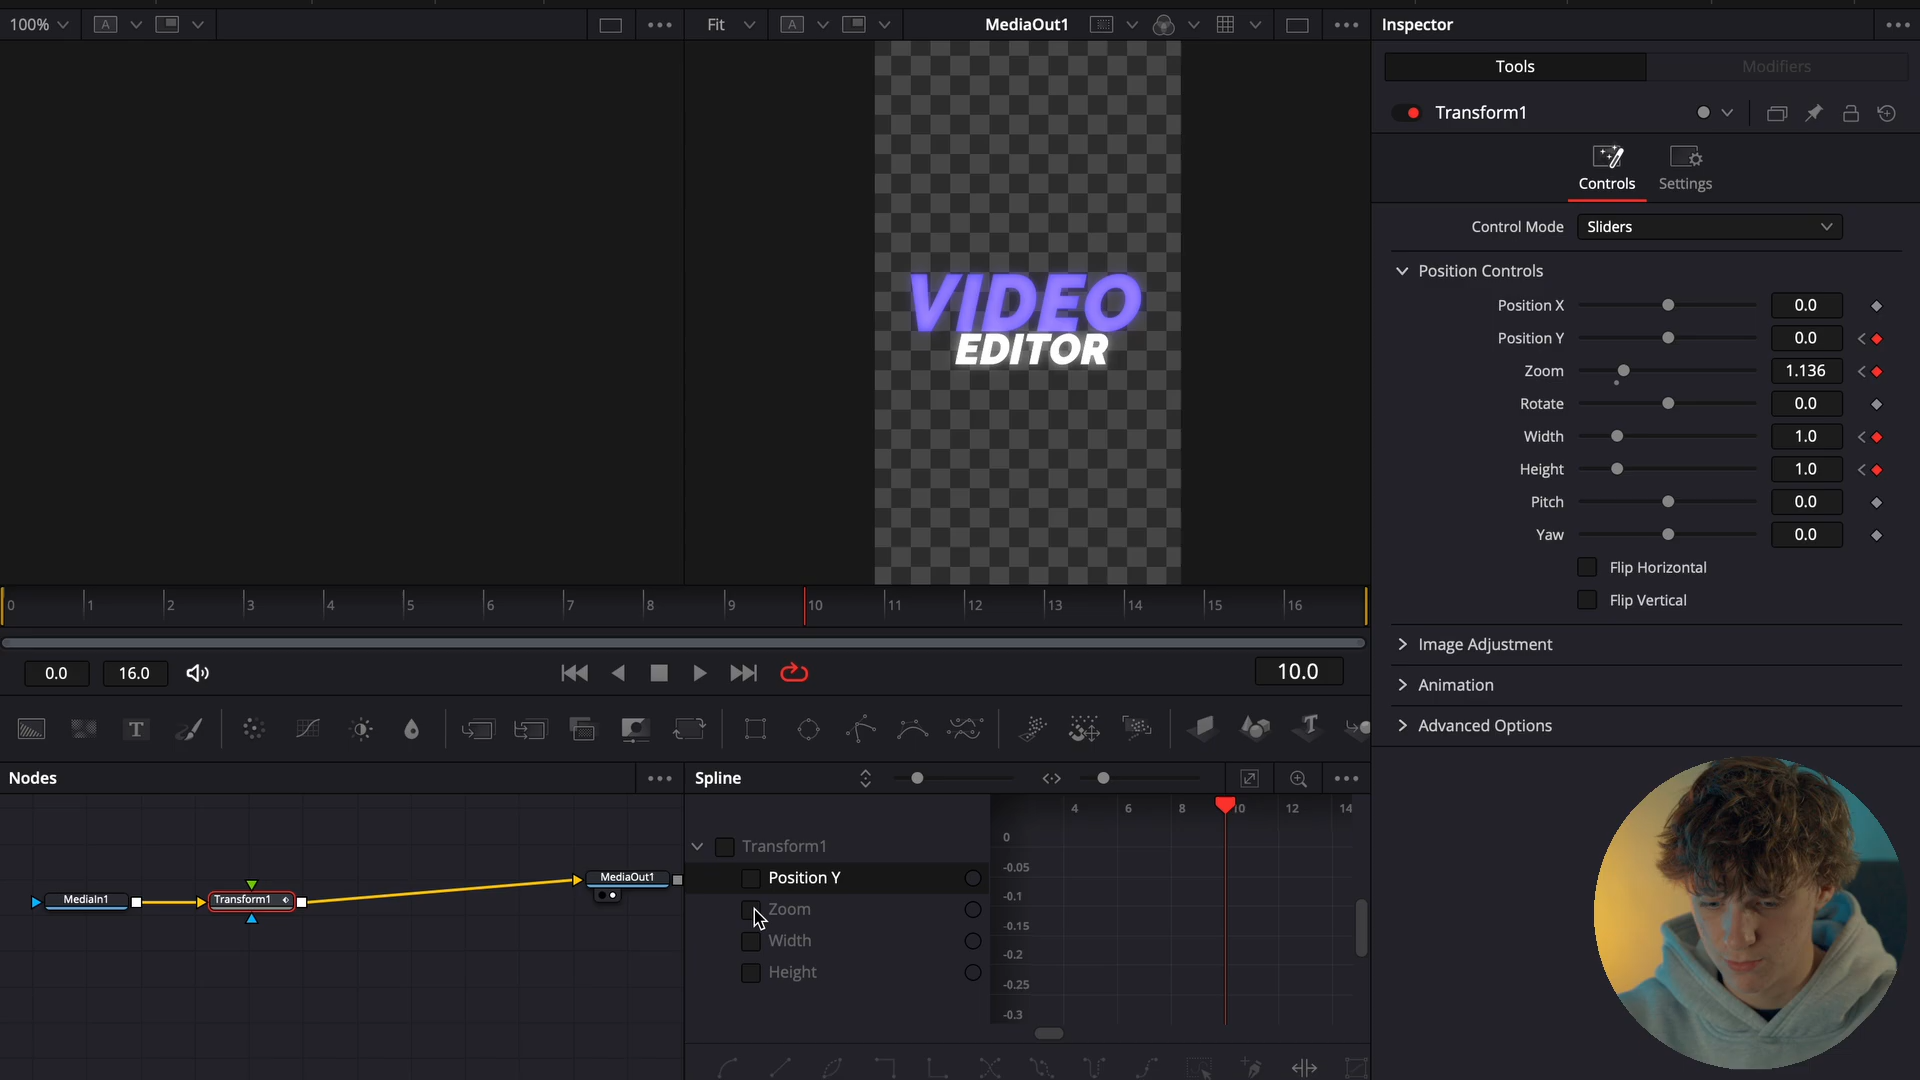 100%
A
Fit
A
MediaOut1
Inspector
Tools
Modifiers
Transform1
Controls
Settings
Control Mode
Sliders
Position Controls
Position X
0.0
Position Y
0.0
Zoom
1.136
Rotate
0.0
Width
1.0
Height
1.0
Pitch
0.0
Yaw
0.0
Flip Horizontal
Flip Vertical
Image Adjustment
Animation
Advanced Options
VIDEO
EDITOR
0 1 2 3 4 5 6 7 8 9 10 11 12 13 14 15 16
0.0
16.0
10.0
T
T
Nodes
Spline
MediaIn1
Transform1
MediaOut1
Transform1
Position Y
Zoom
Width
Height
4 6 8 10 12 14
0
-0.05
-0.1
-0.15
-0.2
-0.25
-0.3